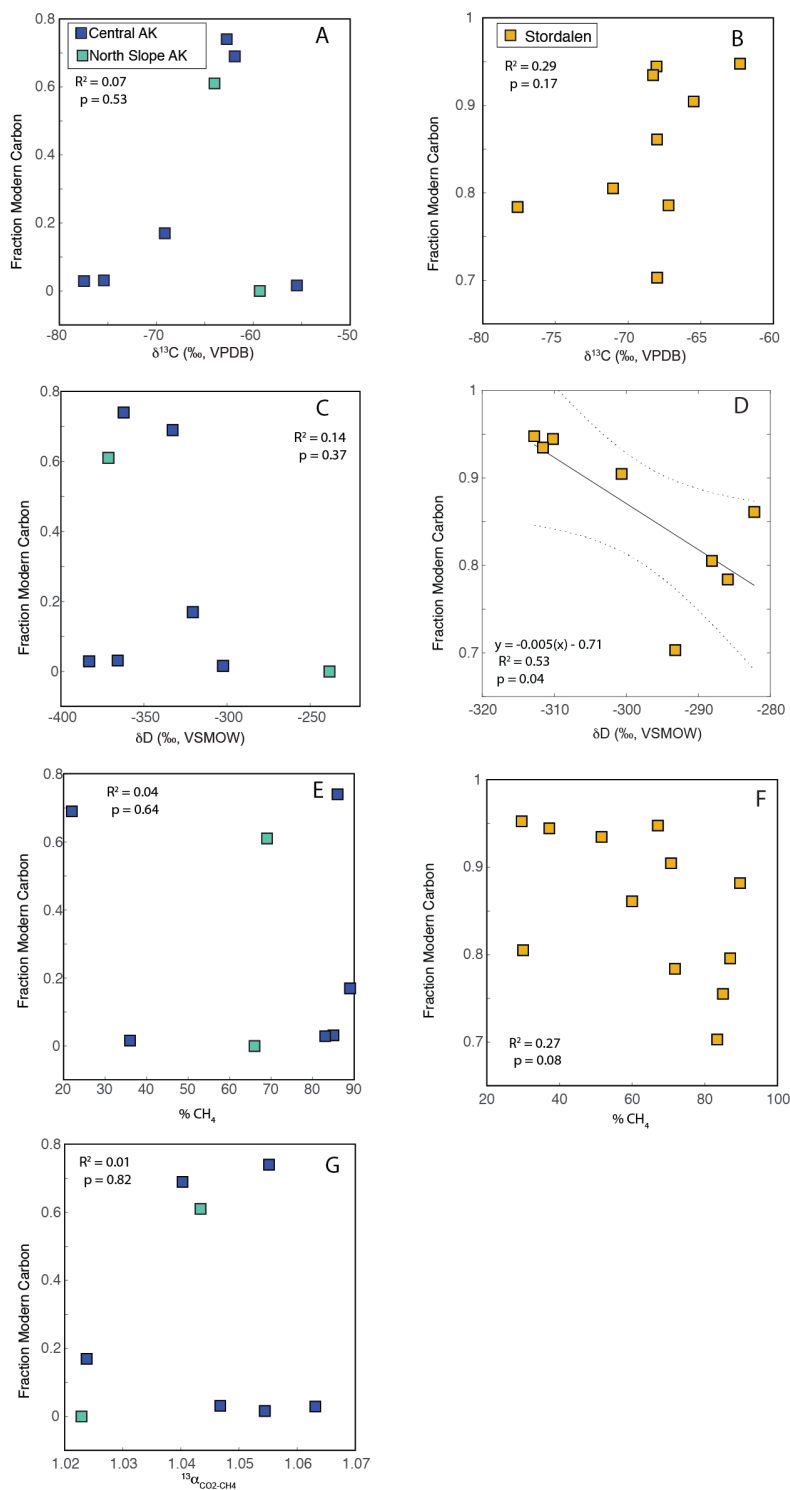 A
Central AK
North Slope AK
R² = 0.07
p = 0.53
0.8
0.6
0.4
0.2
0
Fraction Modern Carbon
-80
-70
-60
-50
δ¹³C (‰, VPDB)
B
Stordalen
R² = 0.29
p = 0.17
1
0.9
0.8
0.7
Fraction Modern Carbon
-80
-75
-70
-65
-60
δ¹³C (‰, VPDB)
C
R² = 0.14
p = 0.37
0.8
0.6
0.4
0.2
0
Fraction Modern Carbon
-400
-350
-300
-250
δD (‰, VSMOW)
D
1
0.9
0.8
0.7
Fraction Modern Carbon
y = -0.005(x) - 0.71
R² = 0.53
p = 0.04
-320
-310
-300
-290
-280
δD (‰, VSMOW)
E
R² = 0.04
p = 0.64
0.8
0.6
0.4
0.2
0
Fraction Modern Carbon
20
30
40
50
60
70
80
90
% CH₄
F
1
0.9
0.8
0.7
Fraction Modern Carbon
R² = 0.27
p = 0.08
20
40
60
80
100
% CH₄
G
R² = 0.01
p = 0.82
0.8
0.6
0.4
0.2
0
Fraction Modern Carbon
1.02
1.03
1.04
1.05
1.06
1.07
¹³α CO2-CH4